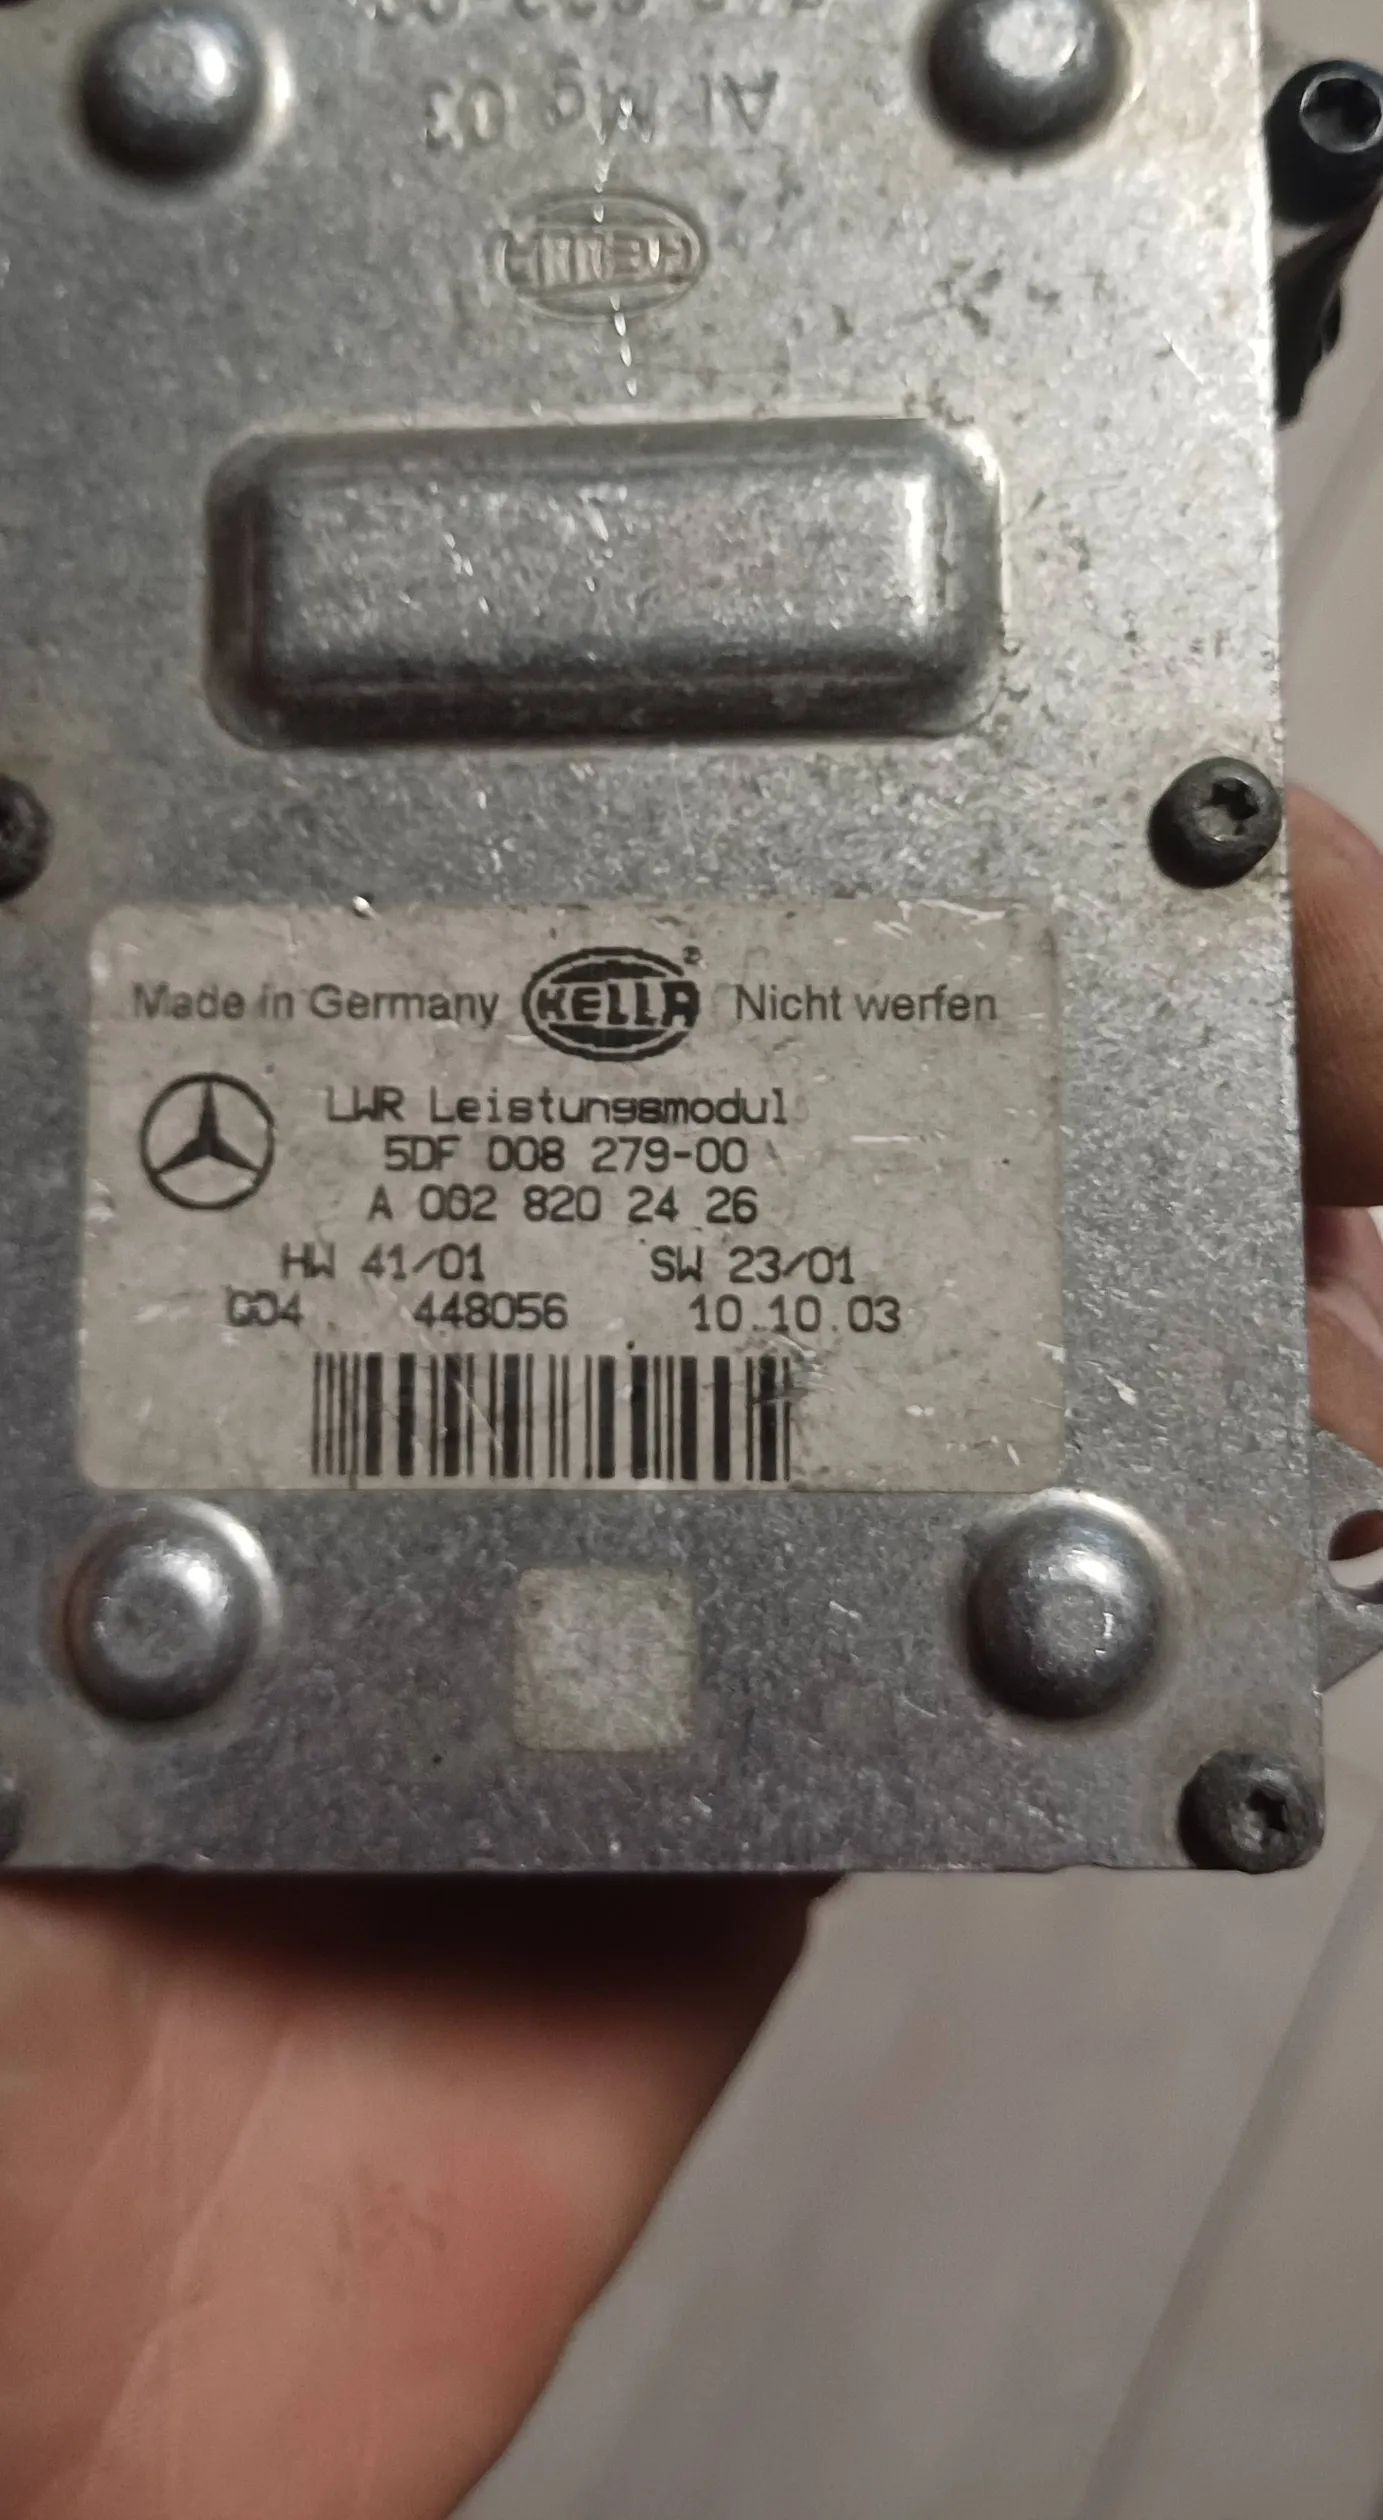 Al Mg 03
HELLA
Made in Germany HELLA® Nicht werfen
LWR Leistungsmodul
5DF 008 279-00
A 002 820 24 26
HW 41/01 SW 23/01
G04 448056 10.10.03